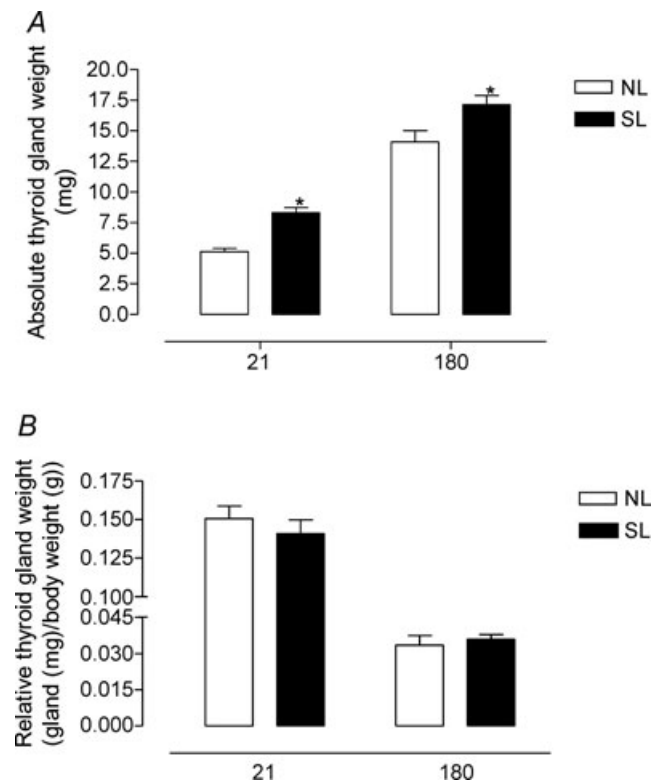 A
Absolute thyroid gland weight
(mg)
20.0
17.5
15.0
12.5
10.0
7.5
5.0
2.5
0.0
*
*
NL
SL
21
180
B
Relative thyroid gland weight
(gland (mg)/body weight (g))
0.175
0.150
0.125
0.100
0.045
0.030
0.015
0.000
NL
SL
21
180